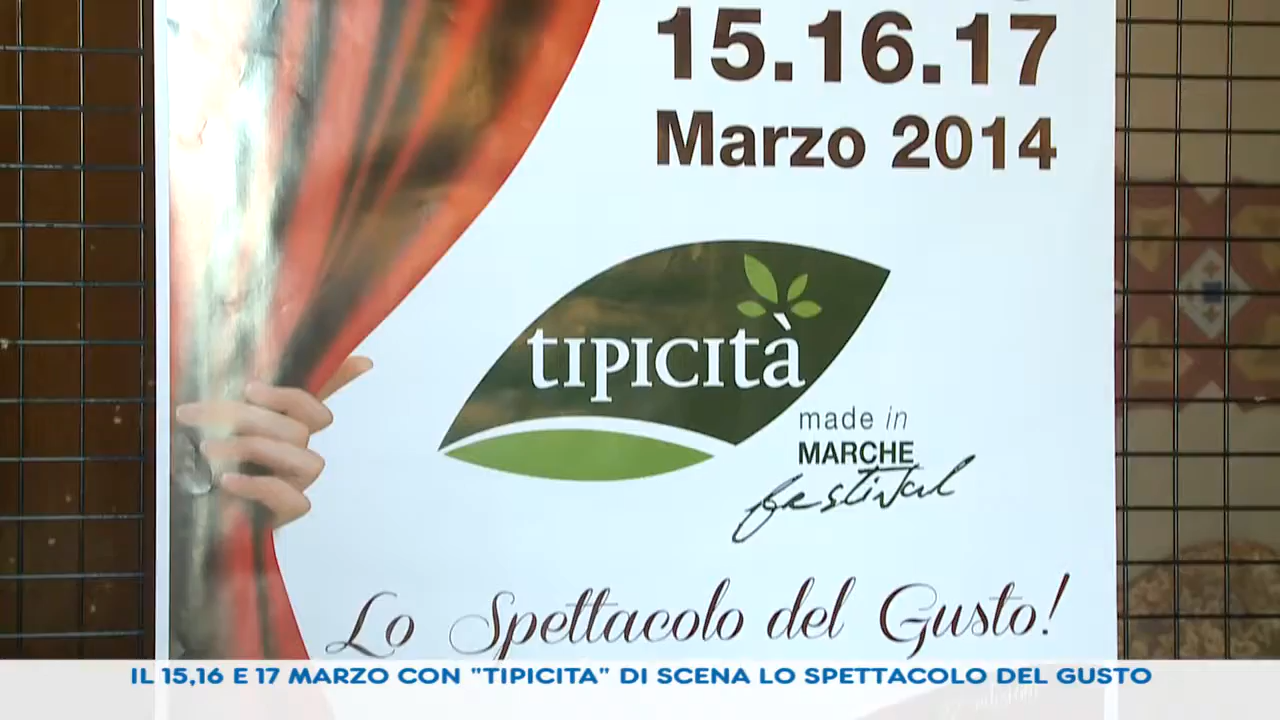 15.16.17
Marzo 2014
tipicità
made in
MARCHE
festival
Lo Spettacolo del Gusto!
IL 15,16 E 17 MARZO CON "TIPICITA" DI SCENA LO SPETTACOLO DEL GUSTO